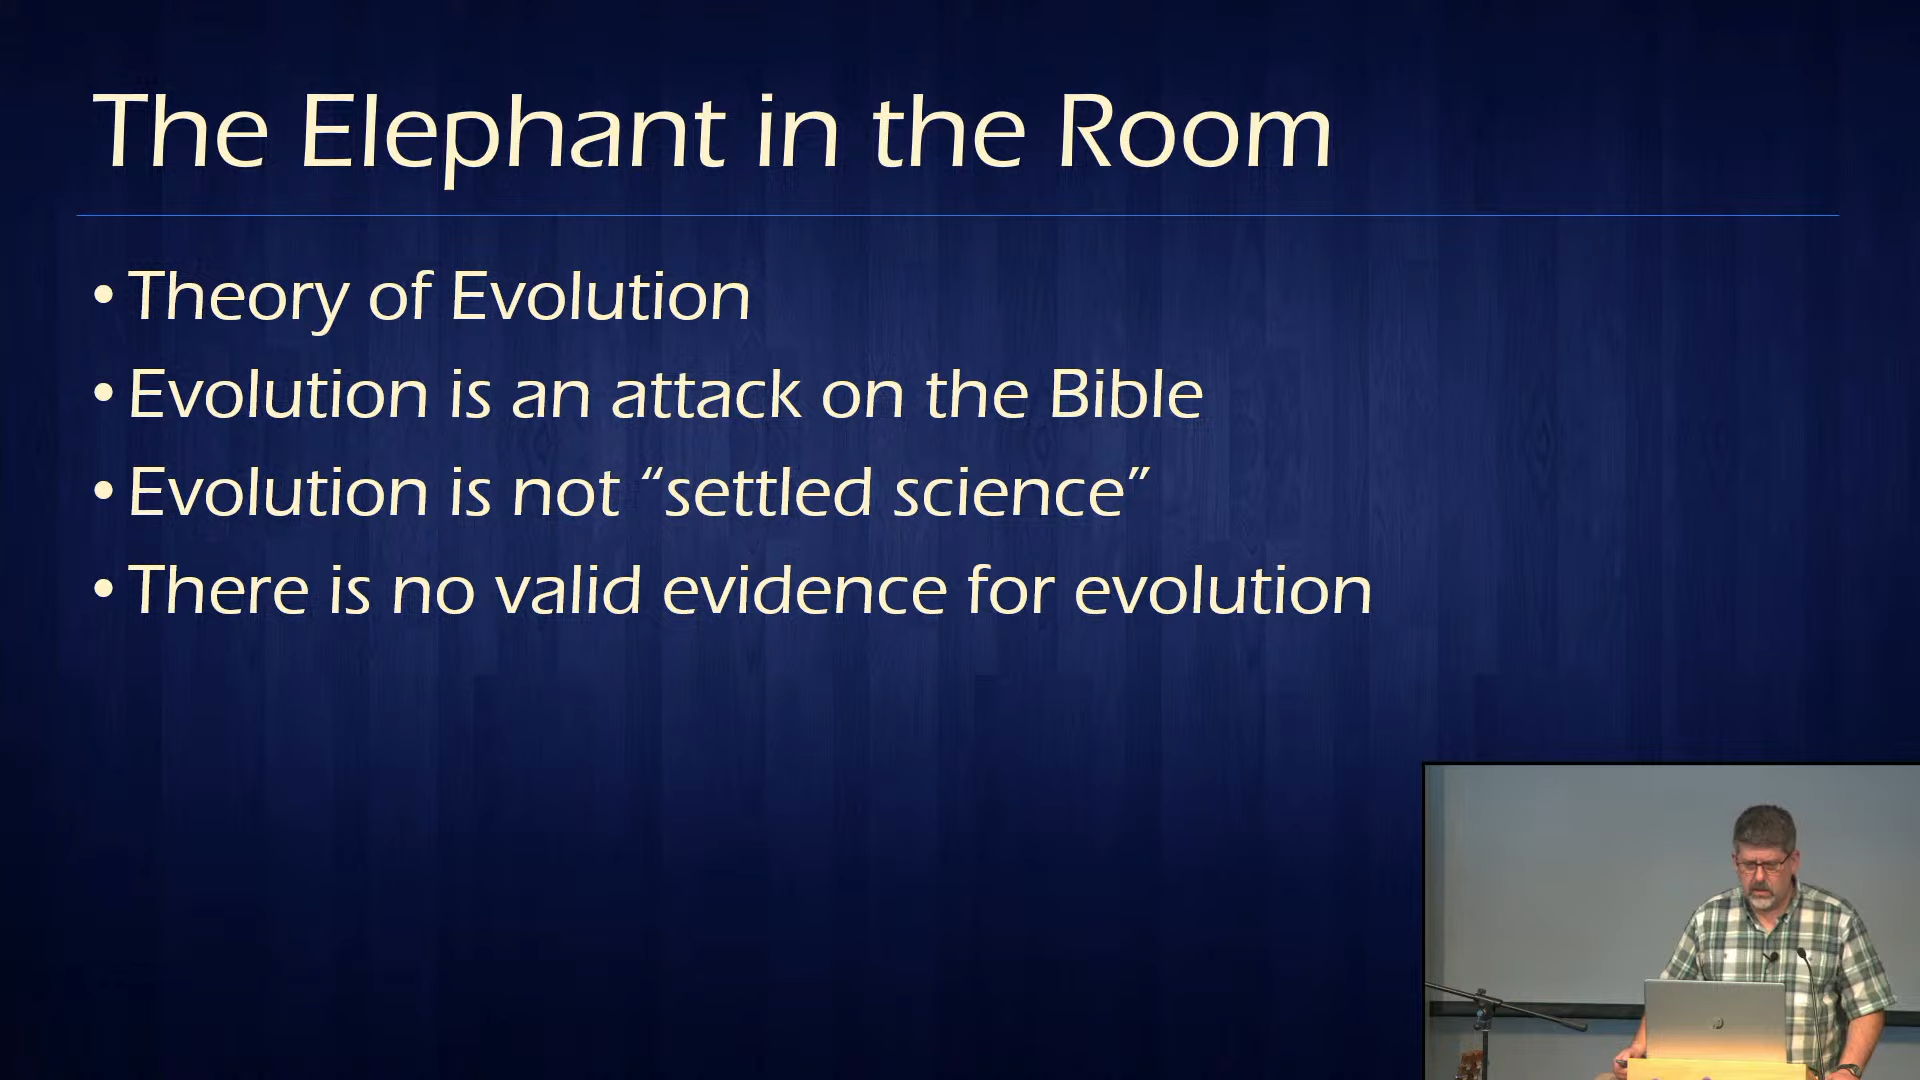 The Elephant in the Room
• Theory of Evolution
• Evolution is an attack on the Bible
• Evolution is not “settled science”
• There is no valid evidence for evolution